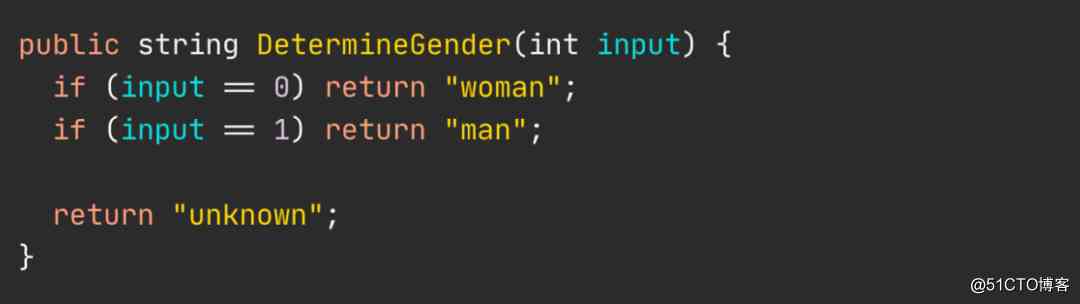 public string DetermineGender(int input) {
  if (input == 0) return "woman";
  if (input == 1) return "man";
  return "unknown";
}
@51CTO博客